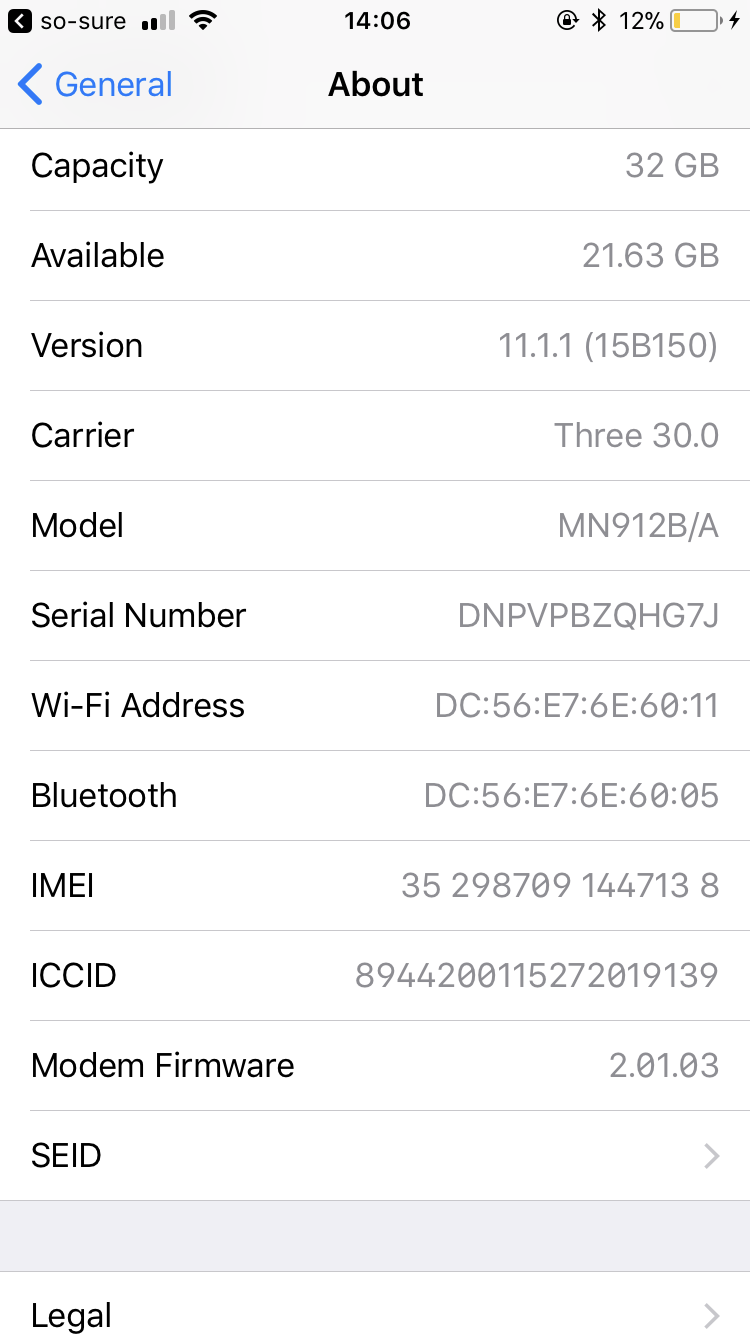 so-sure 14:06 12%
General About
Capacity 32 GB
Available 21.63 GB
Version 11.1.1 (15B150)
Carrier Three 30.0
Model MN912B/A
Serial Number DNPVPBZQHG7J
Wi-Fi Address DC:56:E7:6E:60:11
Bluetooth DC:56:E7:6E:60:05
IMEI 35 298709 144713 8
ICCID 8944200115272019139
Modem Firmware 2.01.03
SEID
Legal